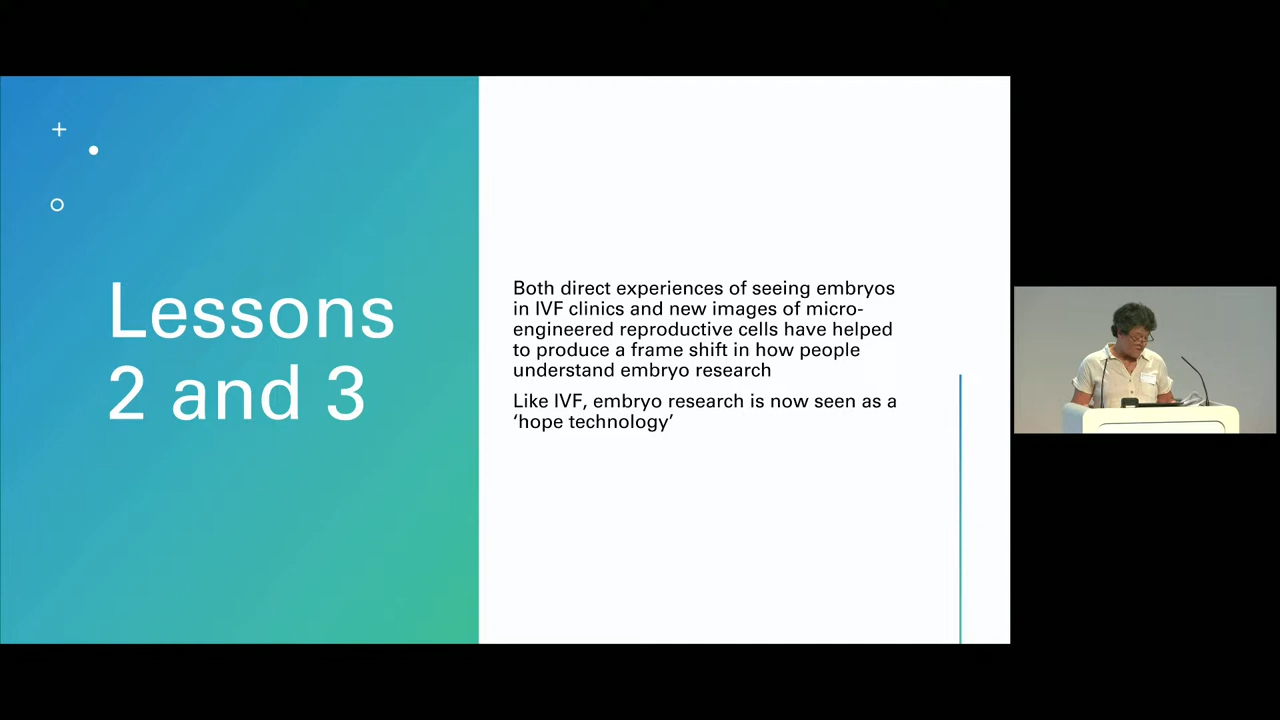 Lessons
2 and 3
Both direct experiences of seeing embryos
in IVF clinics and new images of micro-
engineered reproductive cells have helped
to produce a frame shift in how people
understand embryo research
Like IVF, embryo research is now seen as a
‘hope technology’